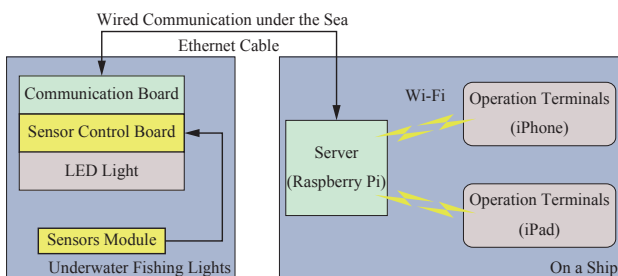 Wired Communication under the Sea
Ethernet Cable
Communication Board
Sensor Control Board
LED Light
Sensors Module
Underwater Fishing Lights
Wi-Fi
Server
(Raspberry Pi)
Operation Terminals
(iPhone)
Operation Terminals
(iPad)
On a Ship